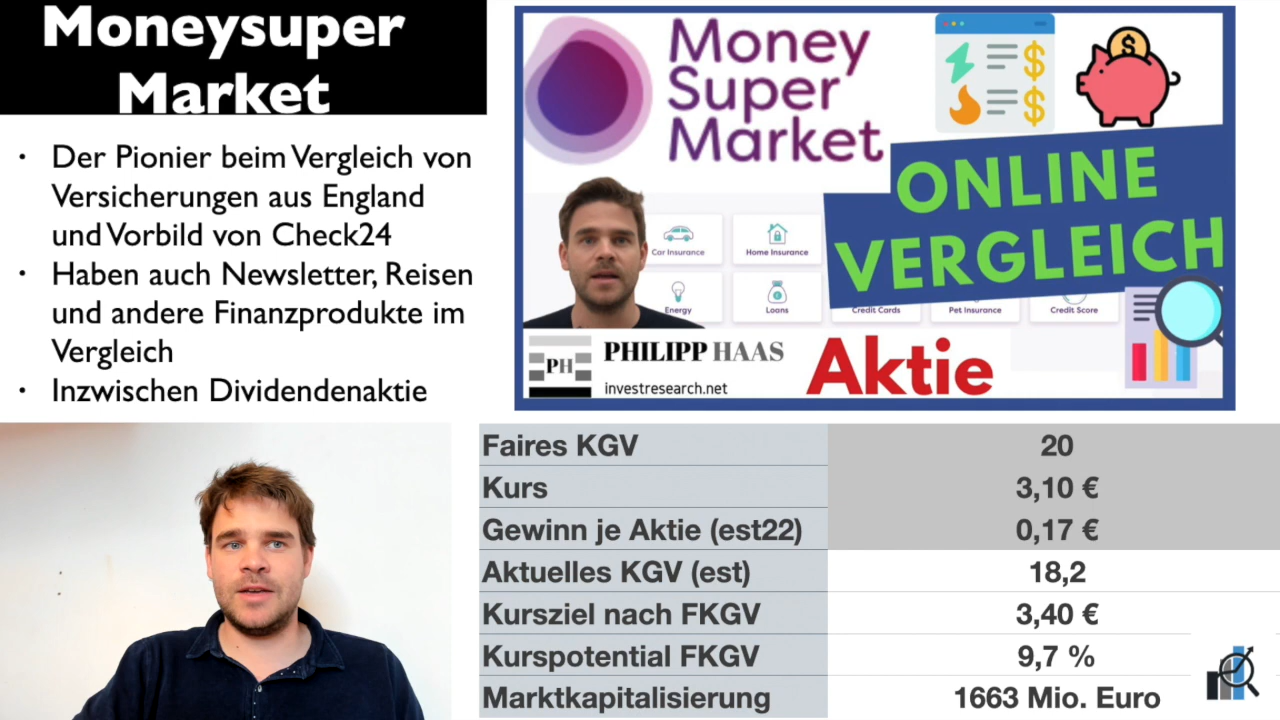 Moneysuper
Market
• Der Pionier beim Vergleich von
Versicherungen aus England
und Vorbild von Check24
• Haben auch Newsletter, Reisen
und andere Finanzprodukte im
Vergleich
• Inzwischen Dividendenaktie
Money
Super
Market
$
$
$
ONLINE
VERGLEICH
Car Insurance
Home Insurance
Energy
Loans
Credit Cards
Pet Insurance
Credit Score
PH
PHILIPP HAAS
investresearch.net
Aktie
Faires KGV 20
Kurs 3,10 €
Gewinn je Aktie (est22) 0,17 €
Aktuelles KGV (est) 18,2
Kursziel nach FKGV 3,40 €
Kurspotential FKGV 9,7 %
Marktkapitalisierung 1663 Mio. Euro